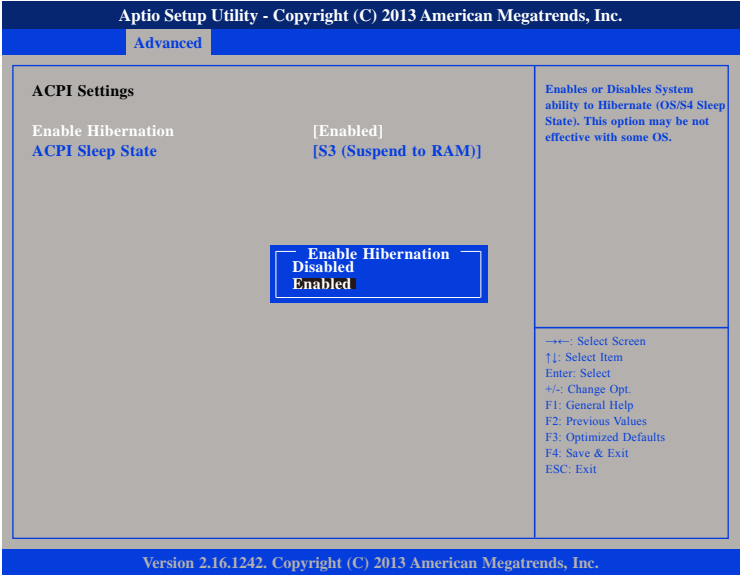 Aptio Setup Utility - Copyright (C) 2013 American Megatrends, Inc.
Advanced
ACPI Settings
Enable Hibernation [Enabled]
ACPI Sleep State [S3 (Suspend to RAM)]
Enable Hibernation
Disabled
Enabled
Enables or Disables System
ability to Hibernate (OS/S4 Sleep
State). This option may be not
effective with some OS.
→←: Select Screen
↑↓: Select Item
Enter: Select
+/-: Change Opt.
F1: General Help
F2: Previous Values
F3: Optimized Defaults
F4: Save & Exit
ESC: Exit
Version 2.16.1242. Copyright (C) 2013 American Megatrends, Inc.